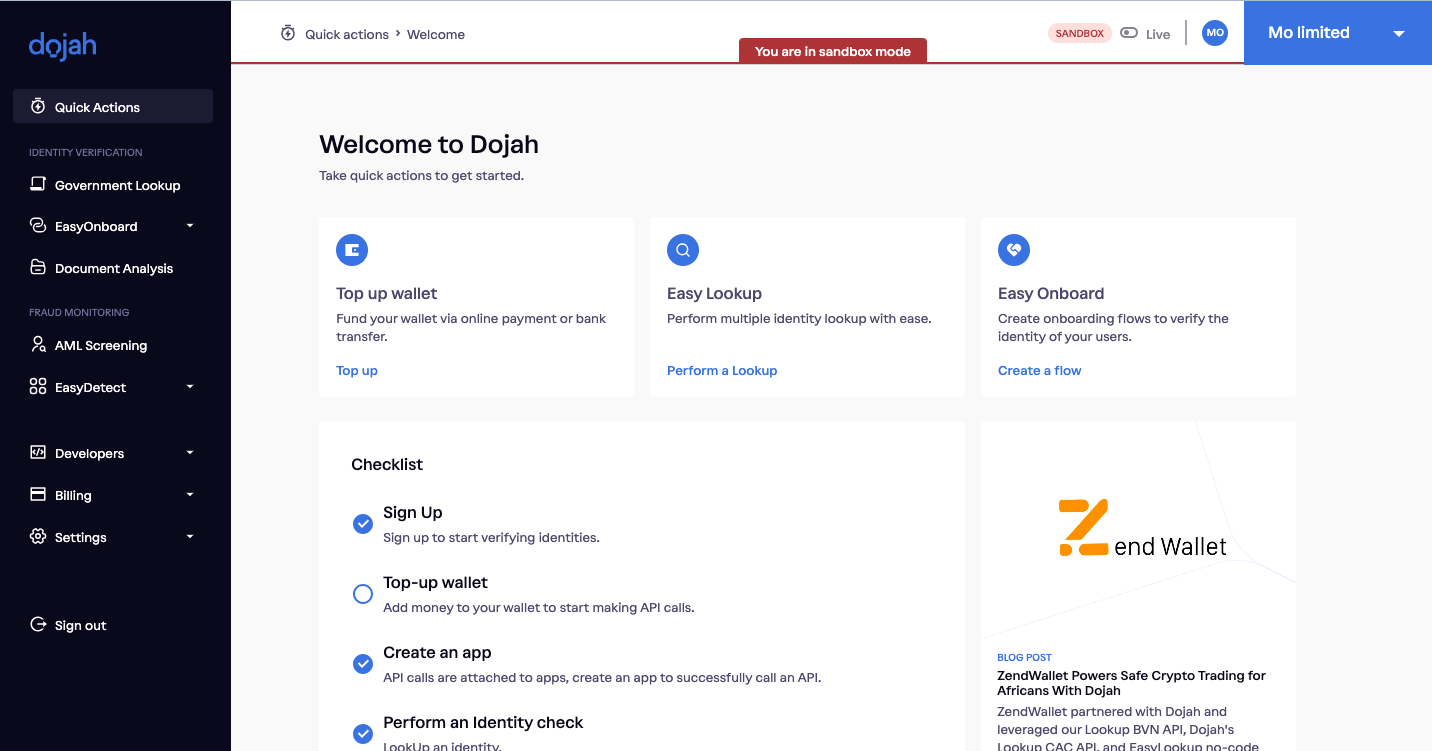 dojah
Quick Actions
IDENTITY VERIFICATION
Government Lookup
EasyOnboard
Document Analysis
FRAUD MONITORING
AML Screening
EasyDetect
Developers
Billing
Settings
Sign out
Quick actions › Welcome
You are in sandbox mode
SANDBOX
Live
MO
Mo limited
Welcome to Dojah
Take quick actions to get started.
Top up wallet
Fund your wallet via online payment or bank
transfer.
Top up
Easy Lookup
Perform multiple identity lookup with ease.
Perform a Lookup
Easy Onboard
Create onboarding flows to verify the
identity of your users.
Create a flow
Checklist
Sign Up
Sign up to start verifying identities.
Top-up wallet
Add money to your wallet to start making API calls.
Create an app
API calls are attached to apps, create an app to successfully call an API.
Perform an Identity check
LookUp an identity.
Zend Wallet
BLOG POST
ZendWallet Powers Safe Crypto Trading for
Africans With Dojah
ZendWallet partnered with Dojah and
leveraged our Lookup BVN API, Dojah's
Lookup CAC API, and EasyLookup no-code